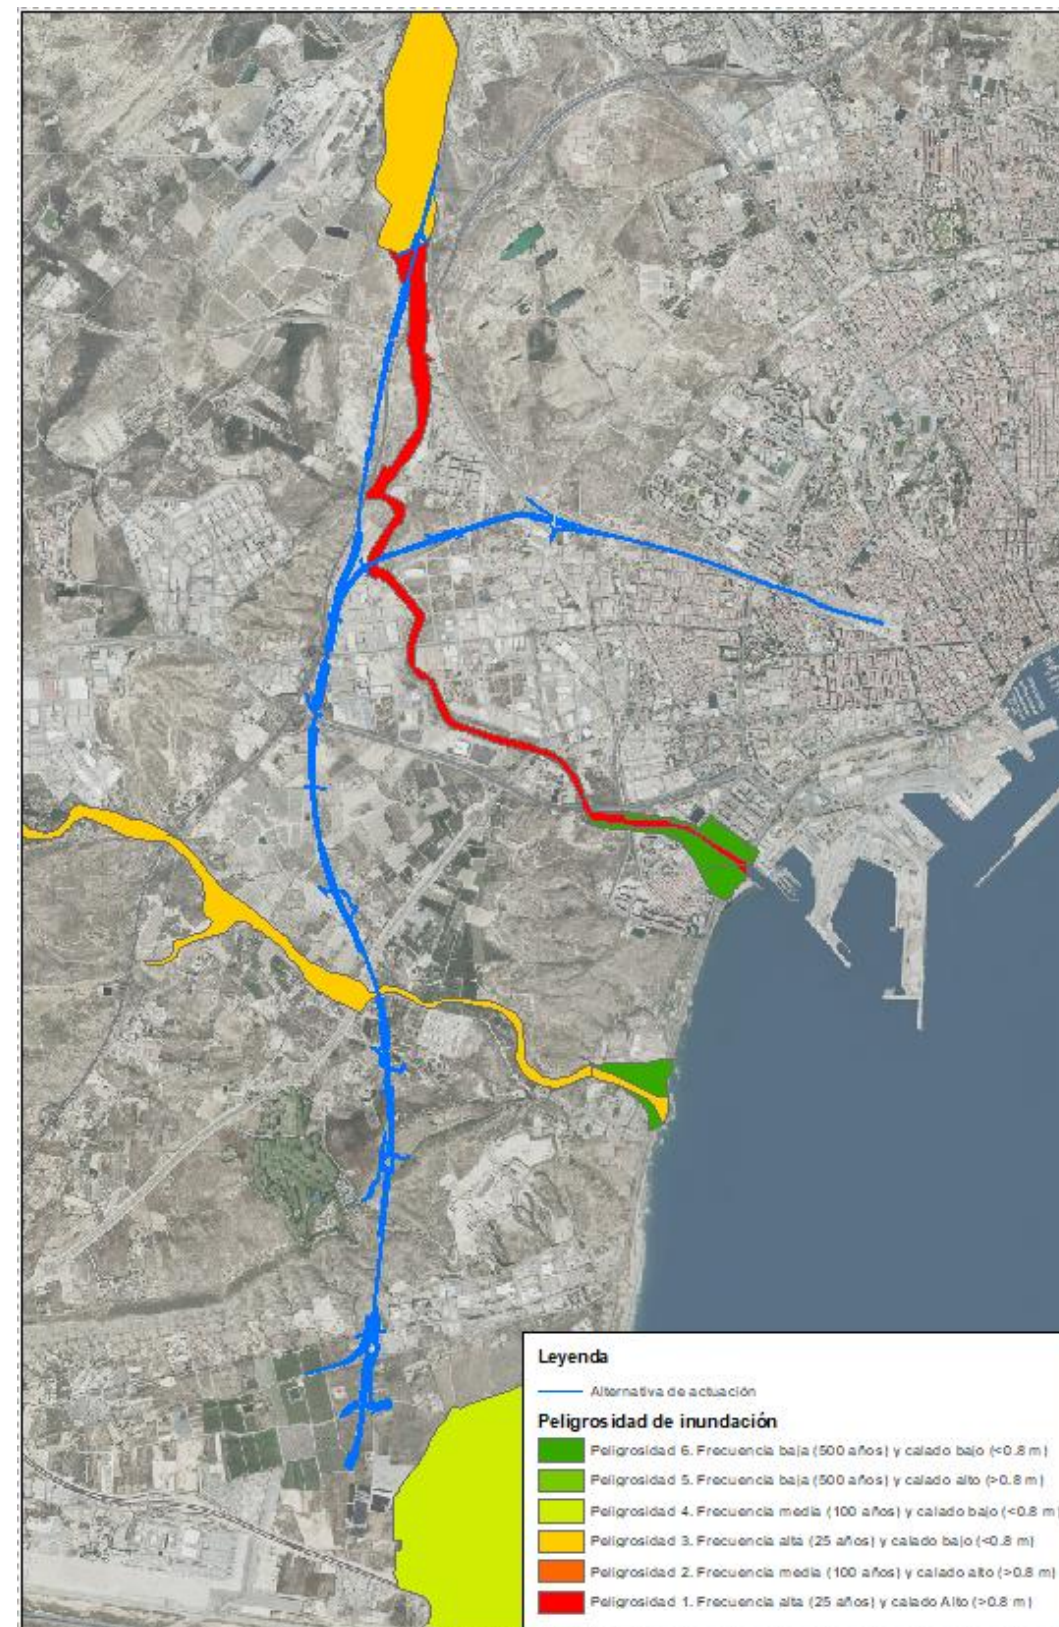 Leyenda
Alternativa de actuación
Peligrosidad de inundación
Peligrosidad 6. Frecuencia baja (500 años) y calado bajo (<0.8 m)
Peligrosidad 5. Frecuencia baja (500 años) y calado alto (>0.8 m)
Peligrosidad 4. Frecuencia media (100 años) y calado bajo (<0.8 m)
Peligrosidad 3. Frecuencia alta (25 años) y calado bajo (<0.8 m)
Peligrosidad 2. Frecuencia media (100 años) y calado alto (>0.8 m)
Peligrosidad 1. Frecuencia alta (25 años) y calado Alto (>0.8 m)